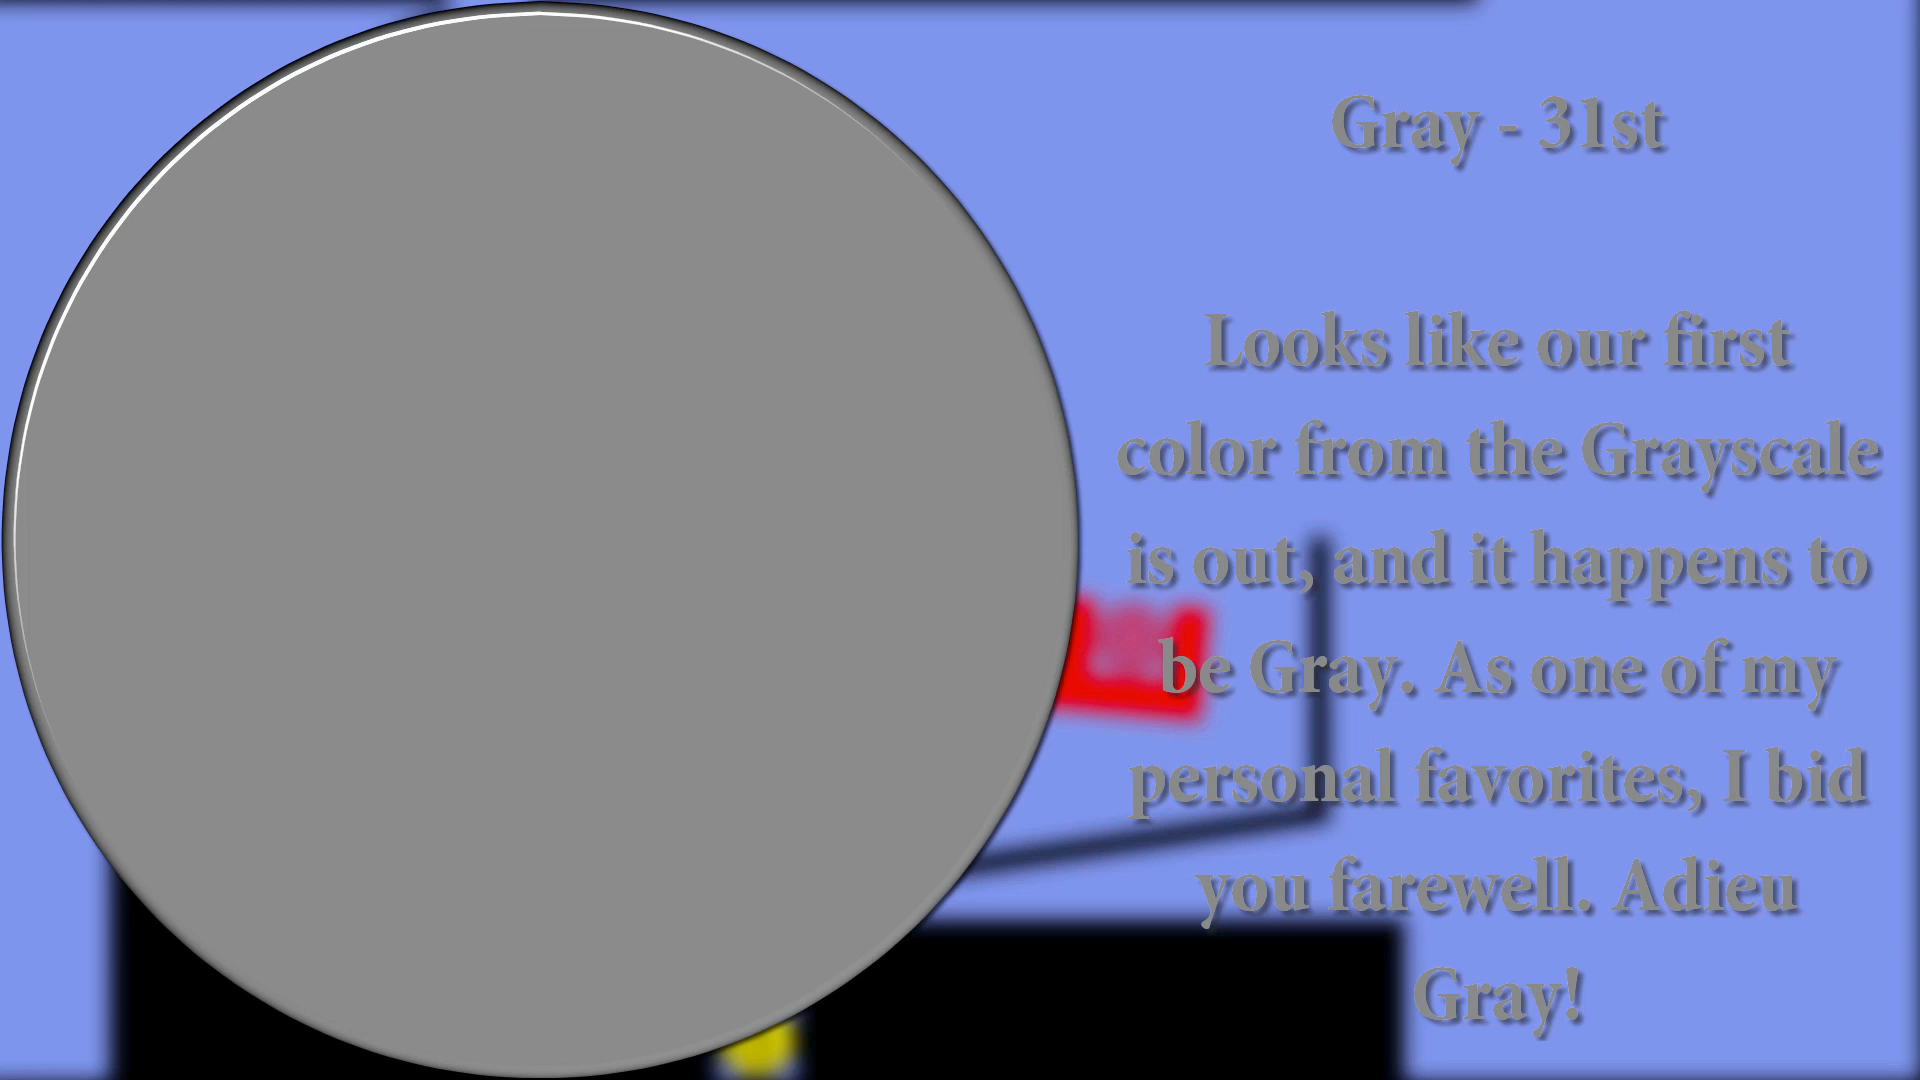 Gray - 31st
Looks like our first
color from the Grayscale
is out, and it happens to
be Gray. As one of my
personal favorites, I bid
you farewell. Adieu
Gray!